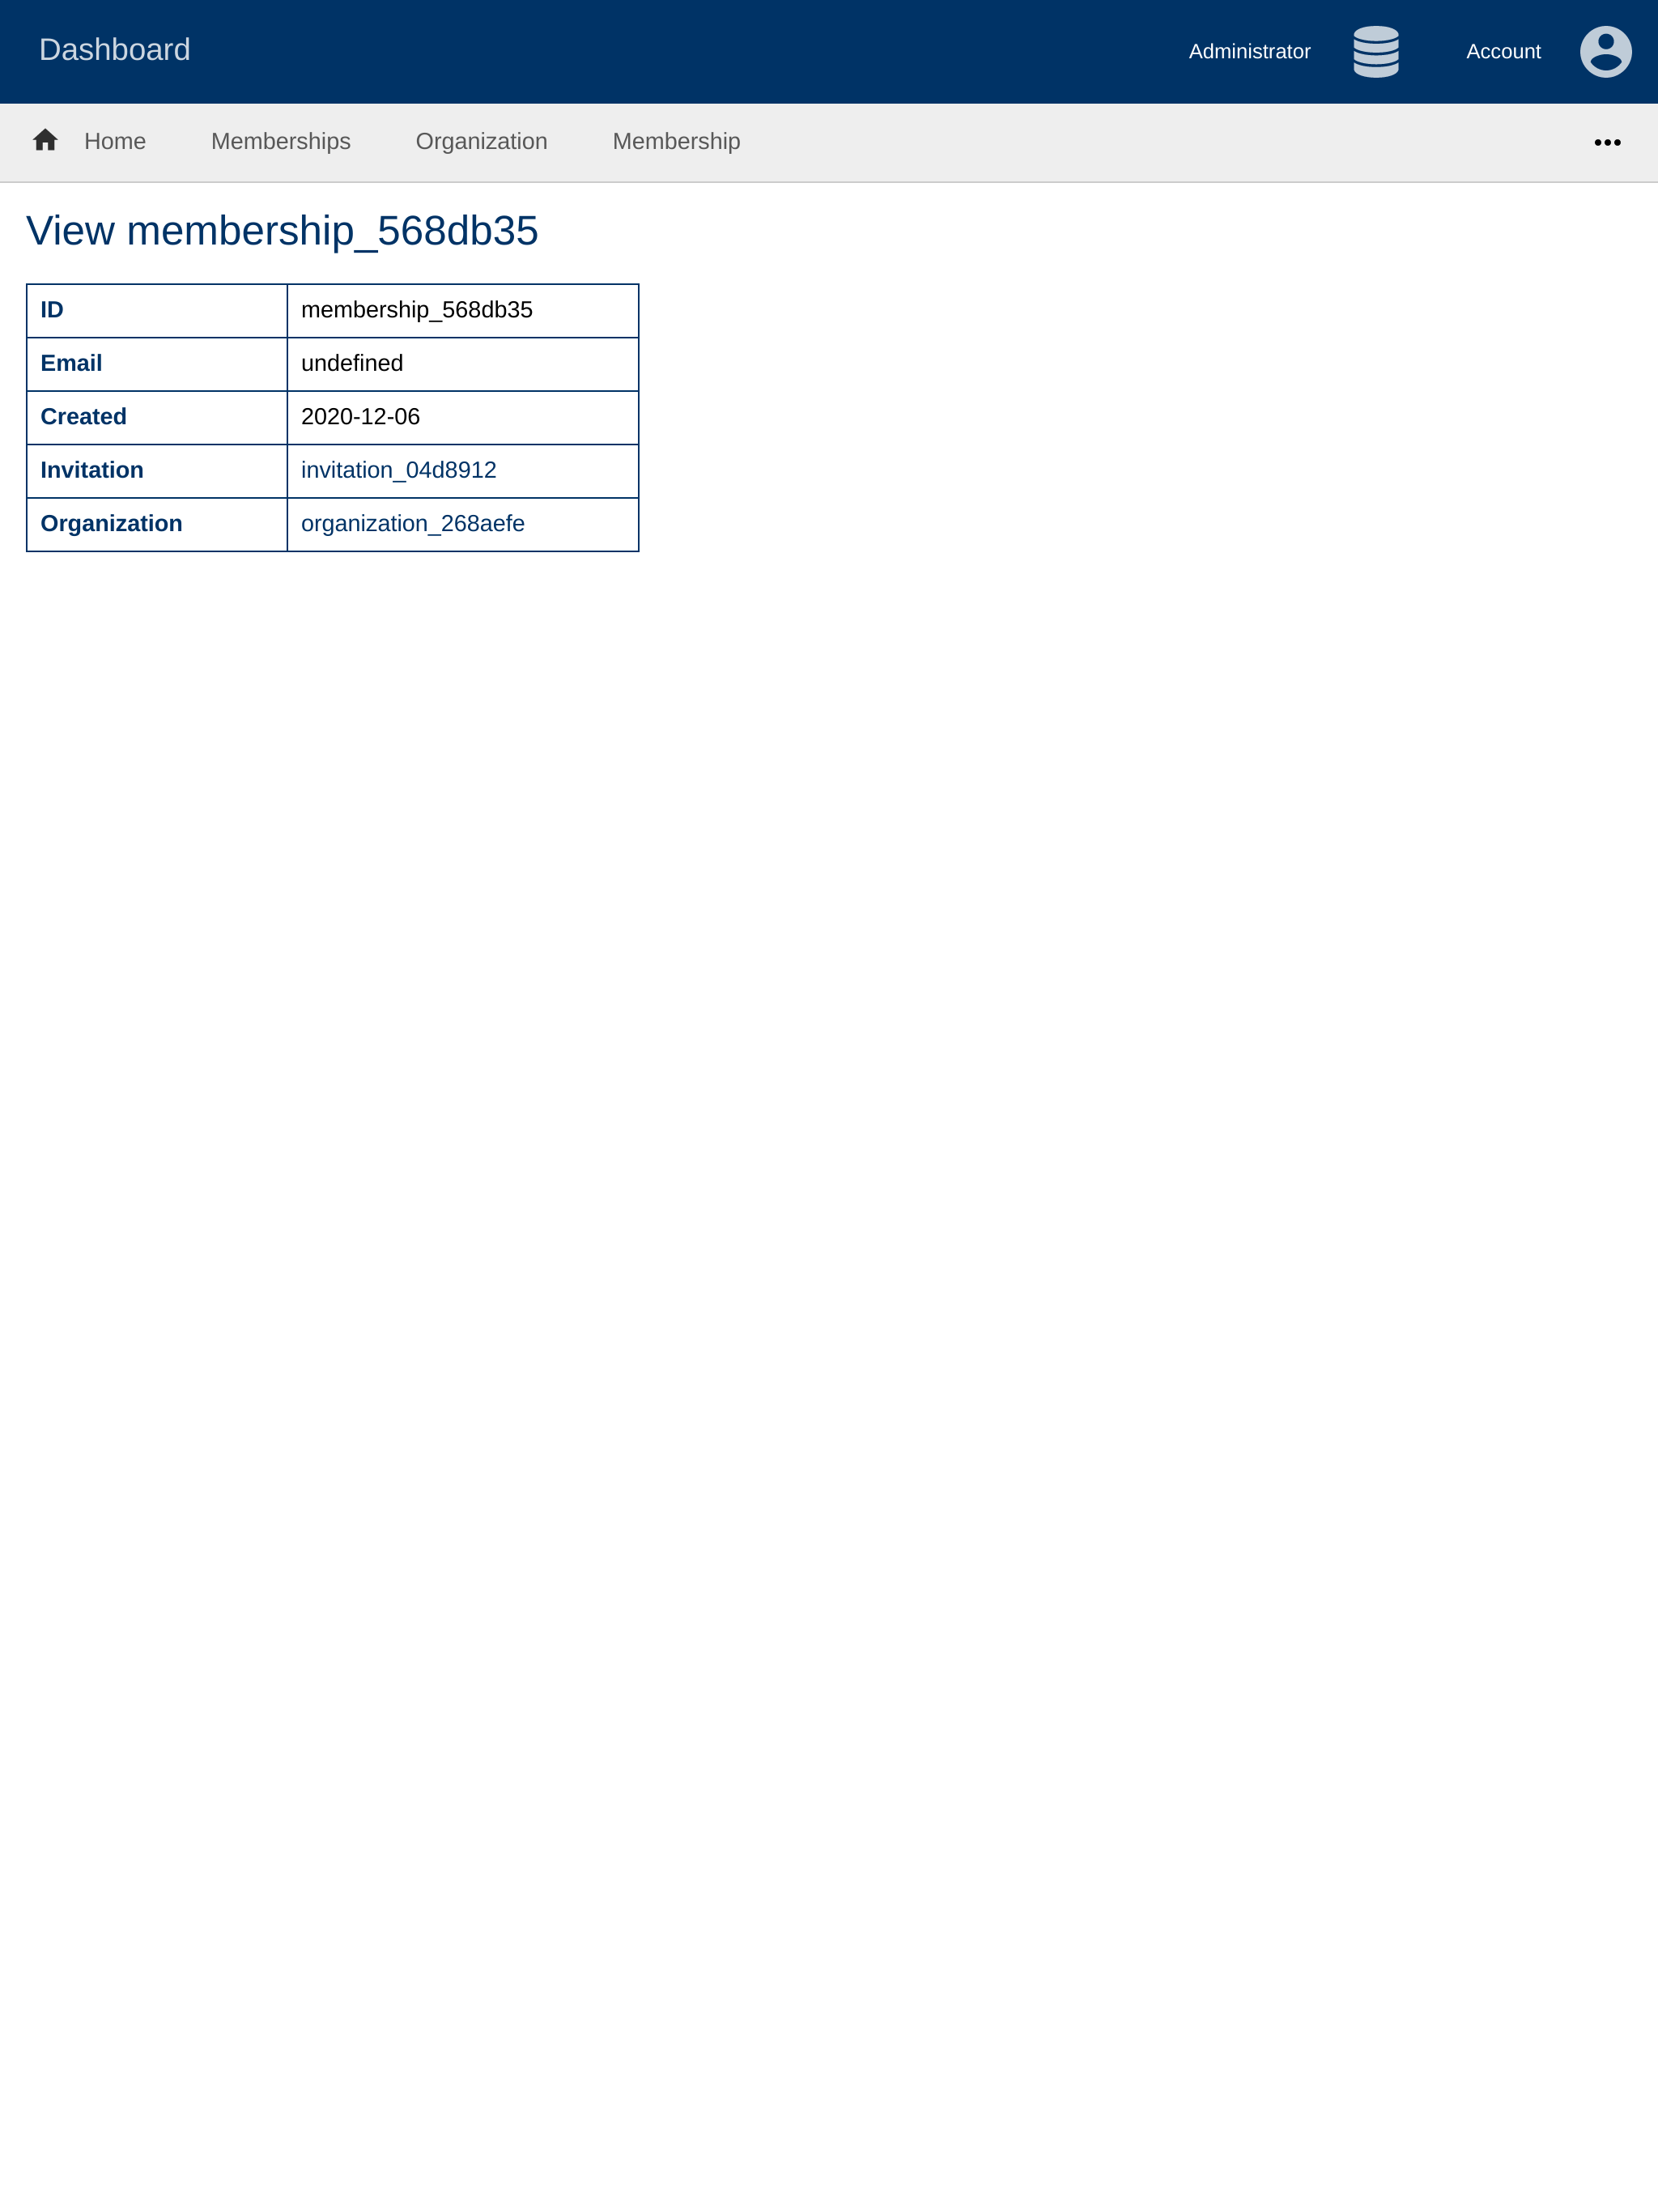 Dashboard
Administrator
Account
Home
Memberships
Organization
Membership
View membership_568db35
ID membership_568db35
Email undefined
Created 2020-12-06
Invitation invitation_04d8912
Organization organization_268aefe